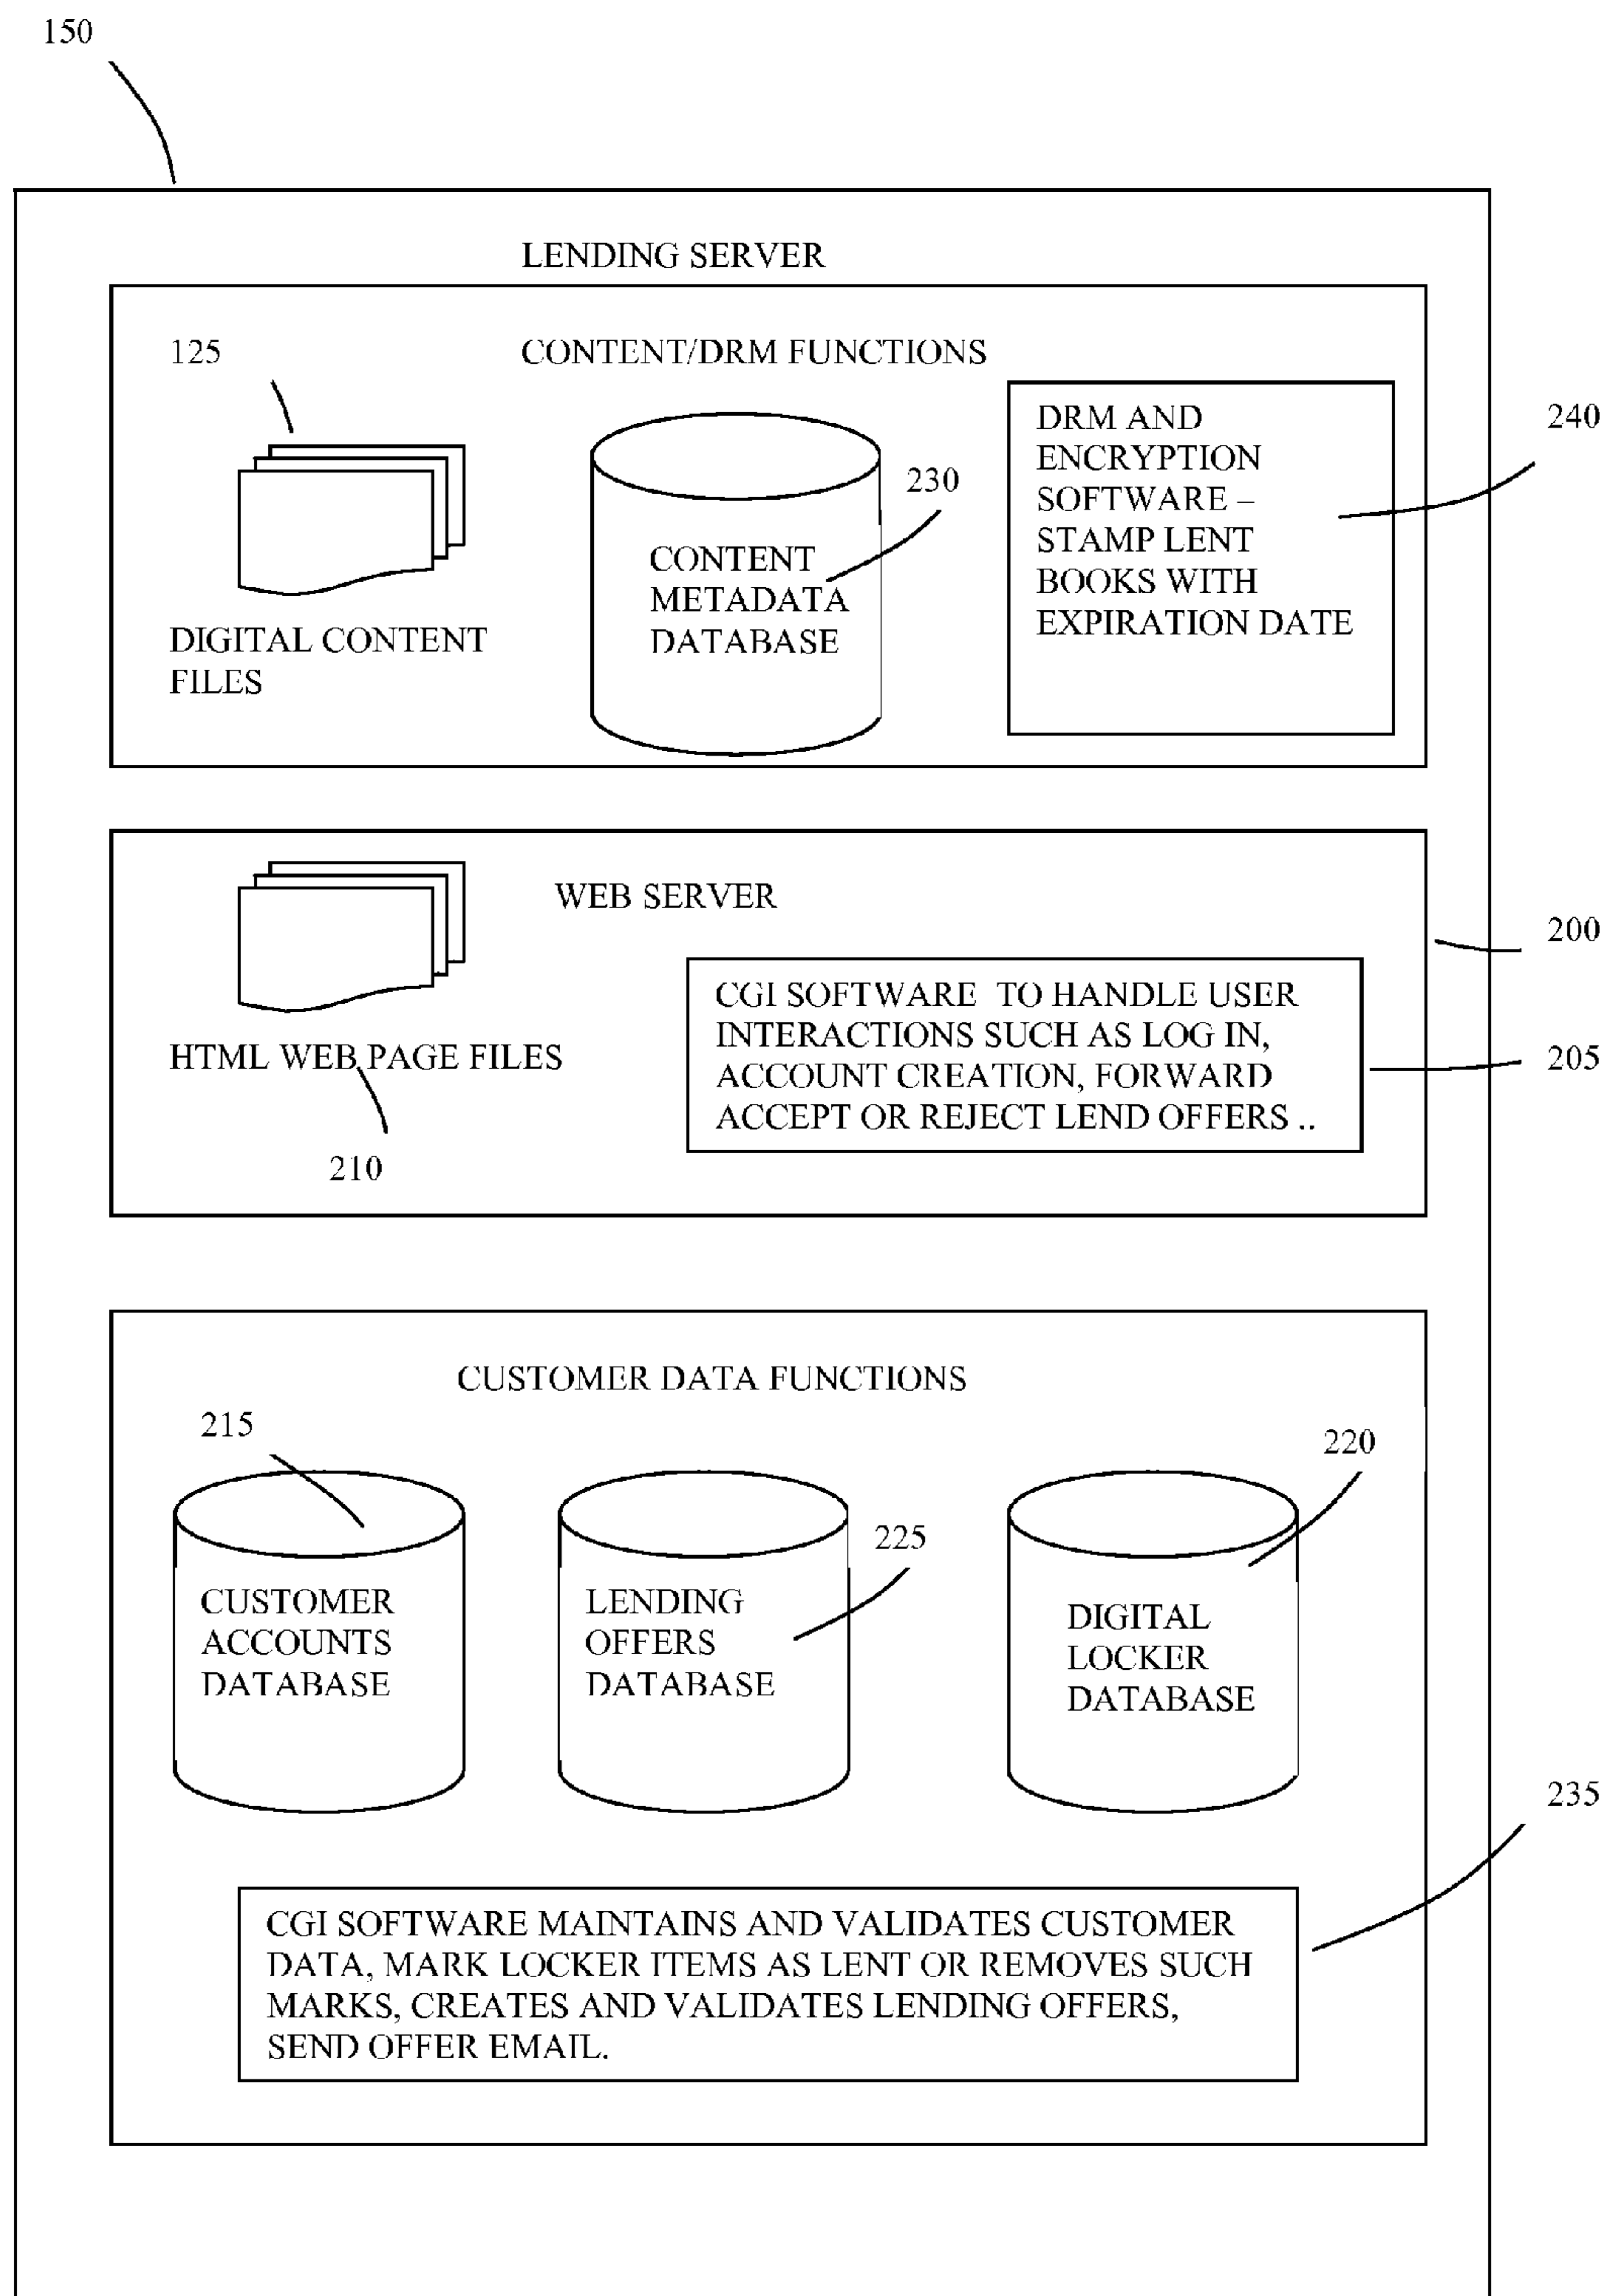 150
LENDING SERVER
125
CONTENT/DRM FUNCTIONS
DRM AND
ENCRYPTION
SOFTWARE –
STAMP LENT
BOOKS WITH
EXPIRATION DATE
240
230
CONTENT
METADATA
DATABASE
DIGITAL CONTENT
FILES
WEB SERVER
200
CGI SOFTWARE TO HANDLE USER
INTERACTIONS SUCH AS LOG IN,
ACCOUNT CREATION, FORWARD
ACCEPT OR REJECT LEND OFFERS ..
205
HTML WEB PAGE FILES
210
CUSTOMER DATA FUNCTIONS
215
220
225
CUSTOMER
ACCOUNTS
DATABASE
LENDING
OFFERS
DATABASE
DIGITAL
LOCKER
DATABASE
235
CGI SOFTWARE MAINTAINS AND VALIDATES CUSTOMER
DATA, MARK LOCKER ITEMS AS LENT OR REMOVES SUCH
MARKS, CREATES AND VALIDATES LENDING OFFERS,
SEND OFFER EMAIL.